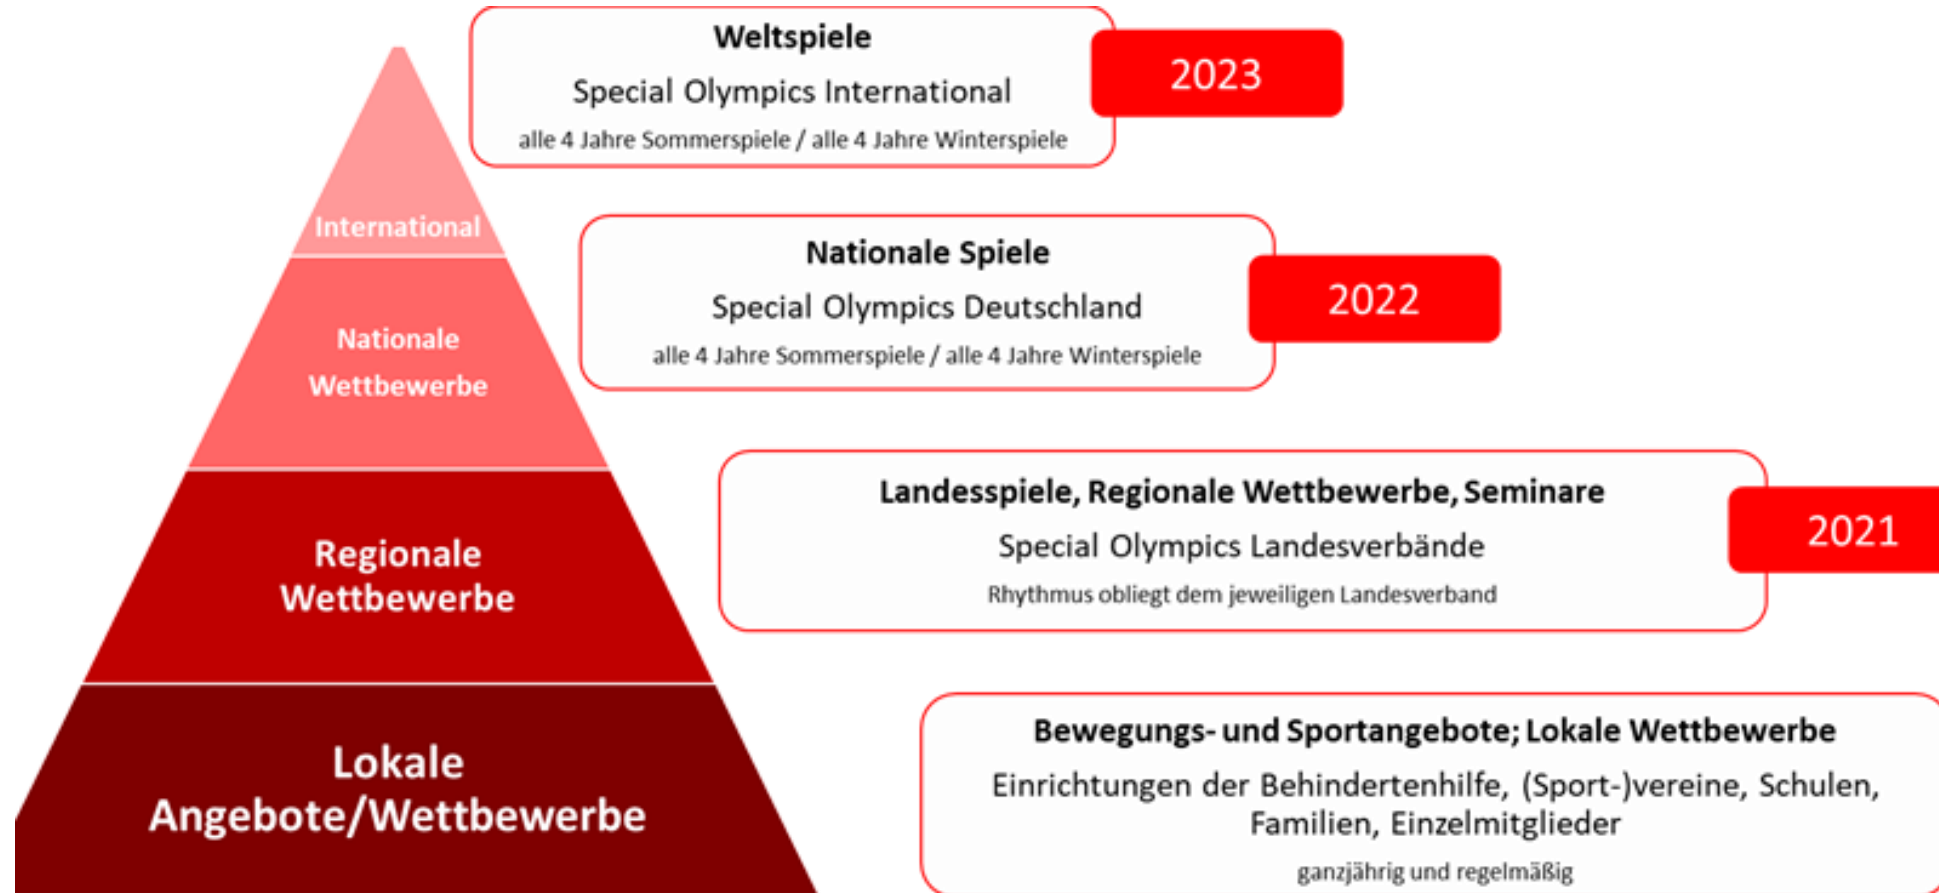 Weltspiele
Special Olympics International
alle 4 Jahre Sommerspiele / alle 4 Jahre Winterspiele
2023
International
Nationale Spiele
Special Olympics Deutschland
alle 4 Jahre Sommerspiele / alle 4 Jahre Winterspiele
2022
Nationale
Wettbewerbe
Landesspiele, Regionale Wettbewerbe, Seminare
Special Olympics Landesverbände
Rhythmus obliegt dem jeweiligen Landesverband
2021
Regionale
Wettbewerbe
Bewegungs- und Sportangebote; Lokale Wettbewerbe
Einrichtungen der Behindertenhilfe, (Sport-)vereine, Schulen,
Familien, Einzelmitglieder
ganzjährig und regelmäßig
Lokale
Angebote/Wettbewerbe